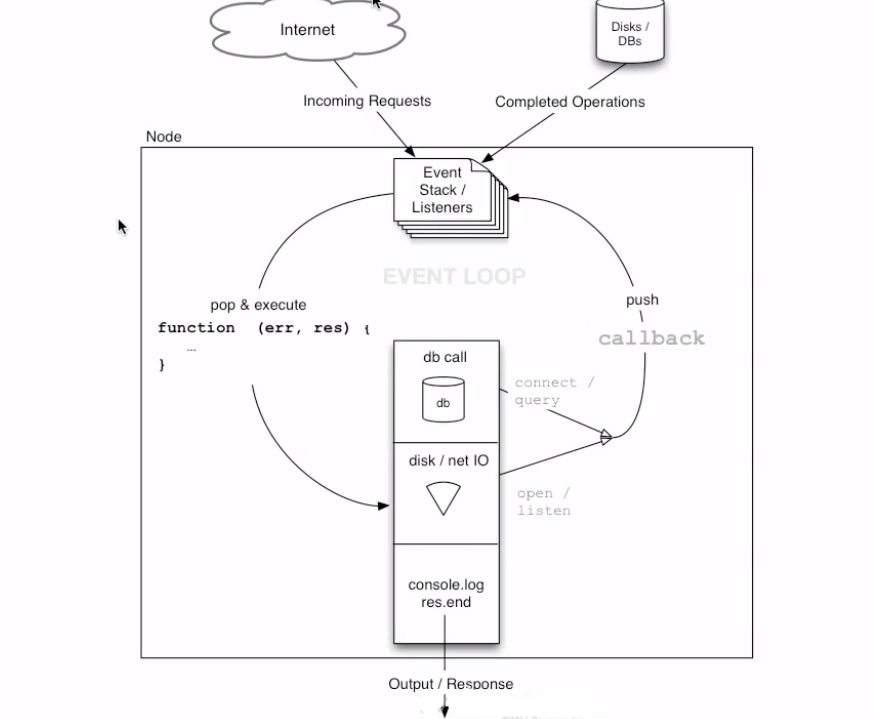 Internet
Disks /
DBs
Incoming Requests
Completed Operations
Node
Event
Stack /
Listeners
EVENT LOOP
pop & execute
function (err, res) {
...
}
push
callback
db call
db
connect /
query
disk / net IO
open /
listen
console.log
res.end
Output / Response